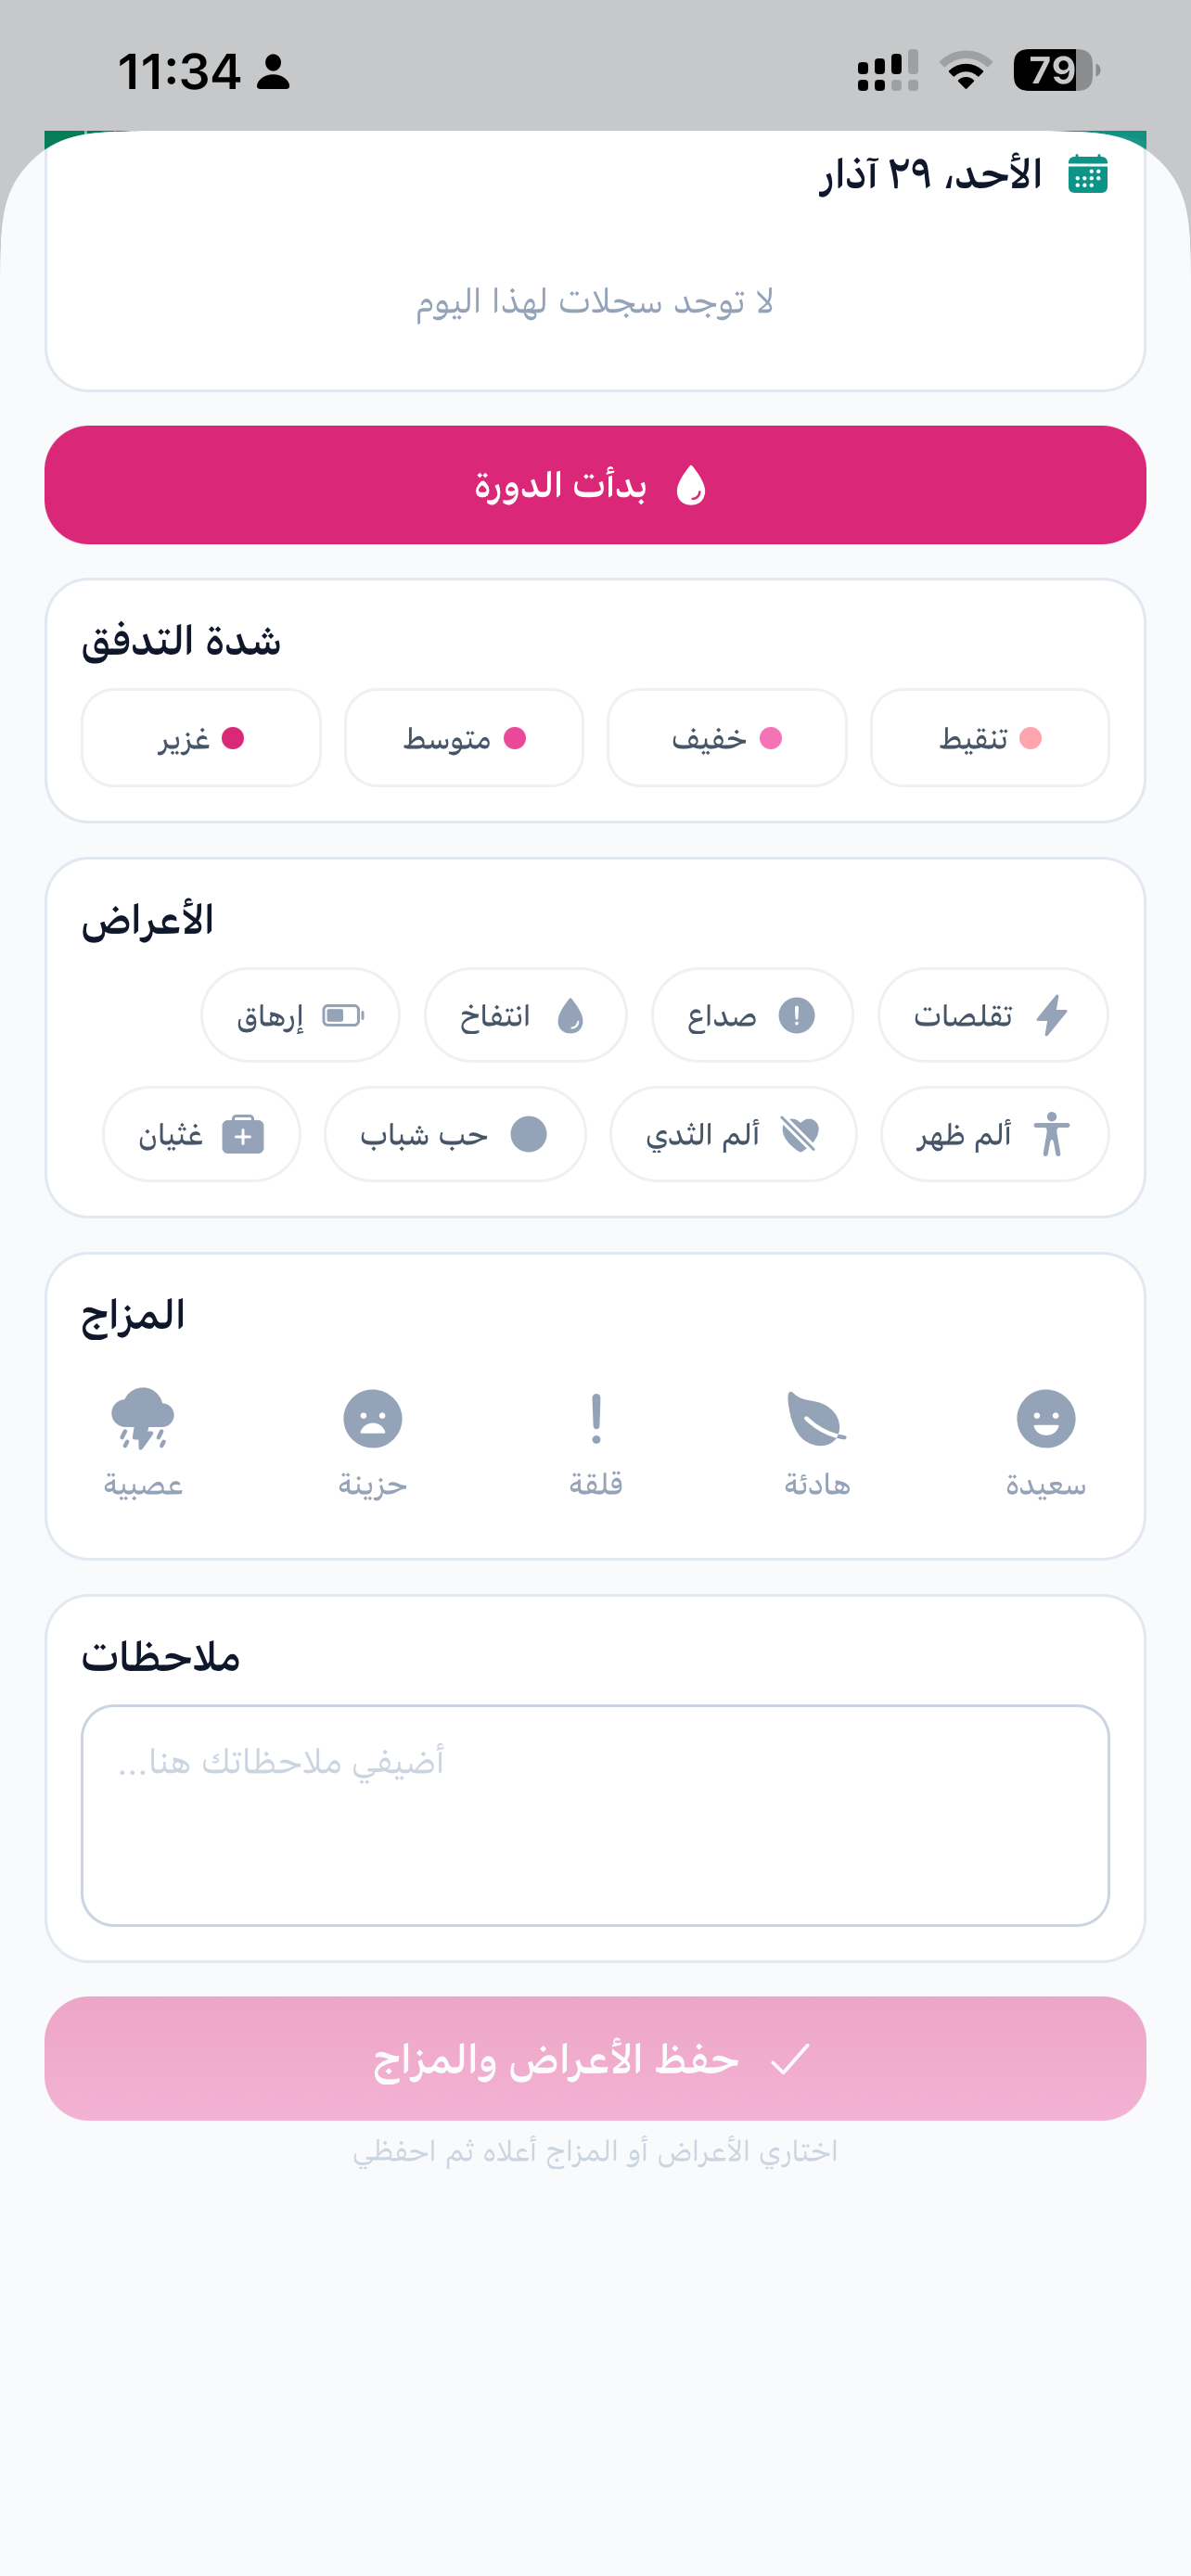 11:34
79
الأحد، ٢٩ آذار
لا توجد سجلات لهذا اليوم
بدأت الدورة
شدة التدفق
تنقيط
خفيف
متوسط
غزير
الأعراض
تقلصات
صداع
انتفاخ
إرهاق
ألم ظهر
ألم الثدي
حب شباب
غثيان
المزاج
سعيدة
هادئة
قلقة
حزينة
عصبية
ملاحظات
أضيفي ملاحظاتك هنا...
حفظ الأعراض والمزاج
اختاري الأعراض أو المزاج أعلاه ثم احفظي